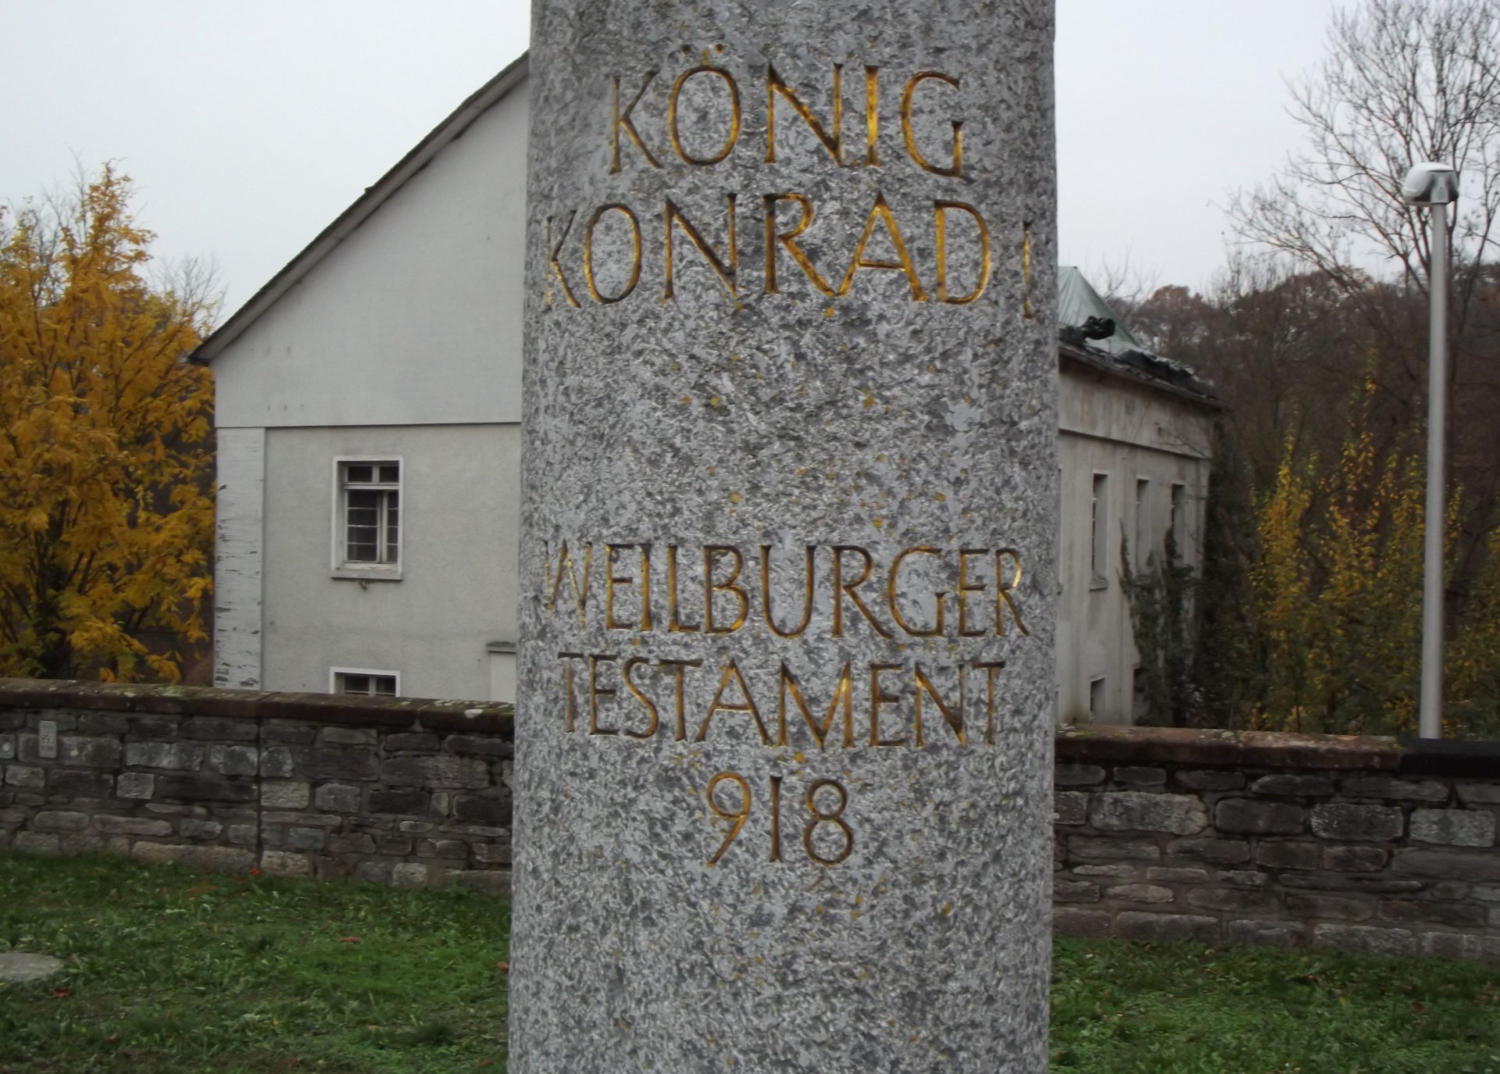 KÖNIG
KONRAD I
WEILBURGER
TESTAMENT
918